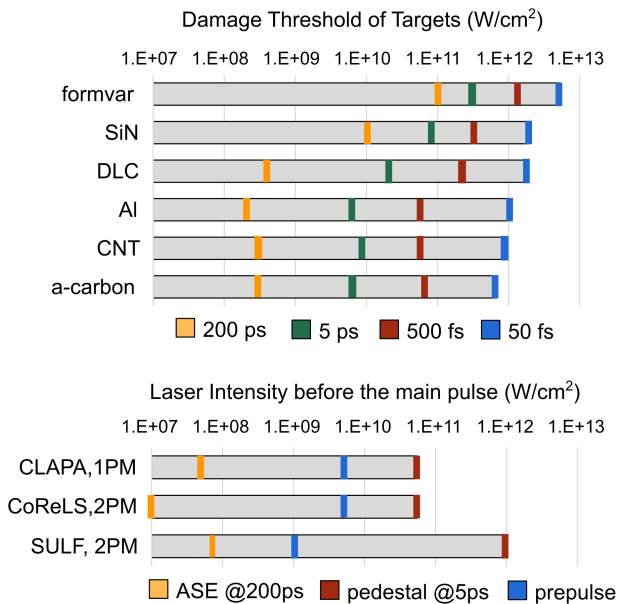 Damage Threshold of Targets (W/cm²)
1.E+07 1.E+08 1.E+09 1.E+10 1.E+11 1.E+12 1.E+13
formvar
SiN
DLC
Al
CNT
a-carbon
200 ps 5 ps 500 fs 50 fs
Laser Intensity before the main pulse (W/cm²)
1.E+07 1.E+08 1.E+09 1.E+10 1.E+11 1.E+12 1.E+13
CLAPA,1PM
CoReLS,2PM
SULF, 2PM
ASE @200ps pedestal @5ps prepulse